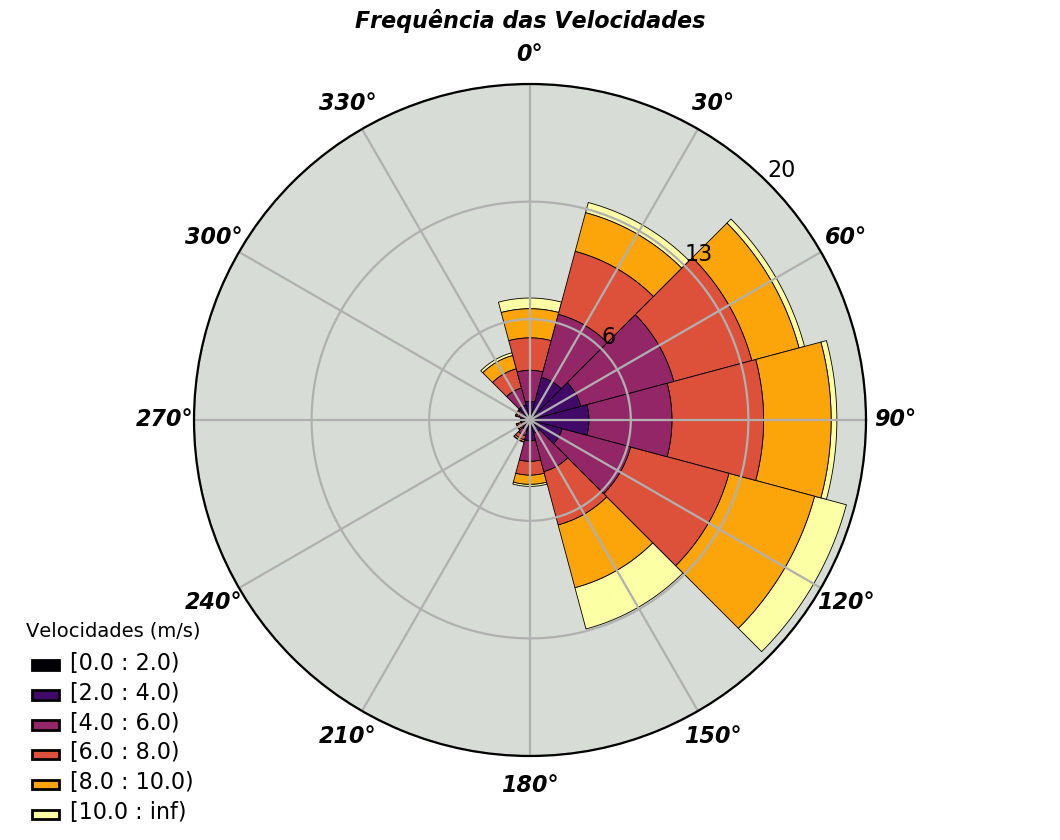 Frequência das Velocidades
0°
330°
30°
20
300°
60°
13
6
270°
90°
240°
120°
210°
150°
180°
Velocidades (m/s)
[0.0 : 2.0)
[2.0 : 4.0)
[4.0 : 6.0)
[6.0 : 8.0)
[8.0 : 10.0)
[10.0 : inf)